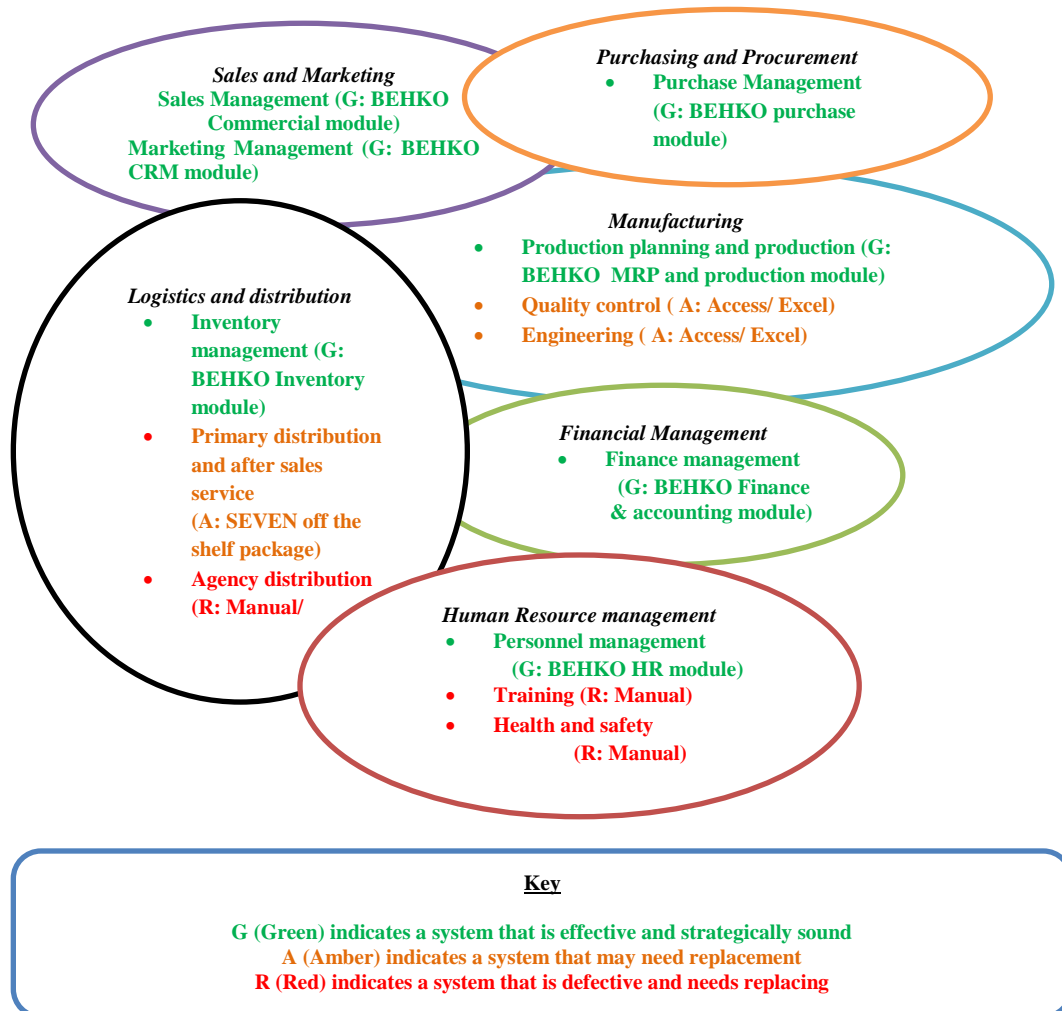 Sales and Marketing
Sales Management (G: BEHKO
Commercial module)
Marketing Management (G: BEHKO
CRM module)
Purchasing and Procurement
• Purchase Management
(G: BEHKO purchase
module)
Manufacturing
• Production planning and production (G:
BEHKO MRP and production module)
• Quality control ( A: Access/ Excel)
• Engineering ( A: Access/ Excel)
Logistics and distribution
• Inventory
management (G:
BEHKO Inventory
module)
• Primary distribution
and after sales
service
(A: SEVEN off the
shelf package)
• Agency distribution
(R: Manual/
Financial Management
• Finance management
(G: BEHKO Finance
& accounting module)
Human Resource management
• Personnel management
(G: BEHKO HR module)
• Training (R: Manual)
• Health and safety
(R: Manual)
Key
G (Green) indicates a system that is effective and strategically sound
A (Amber) indicates a system that may need replacement
R (Red) indicates a system that is defective and needs replacing